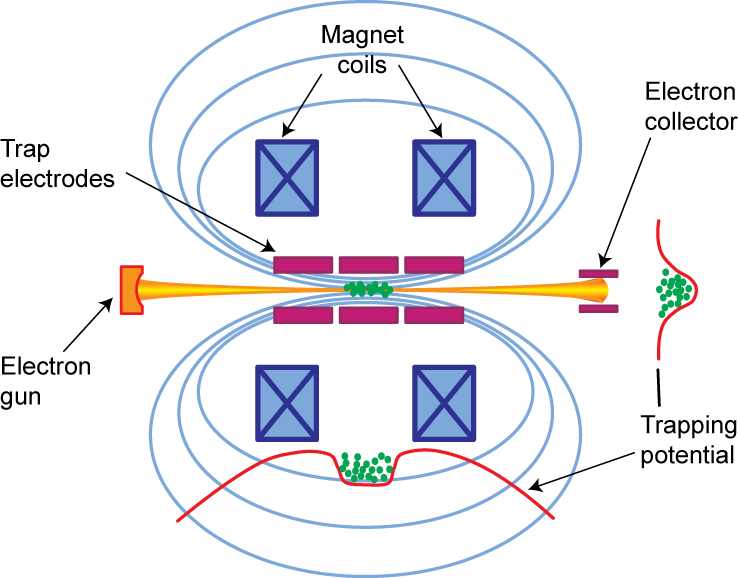 Magnet
coils
Electron
collector
Trap
electrodes
Electron
gun
Trapping
potential